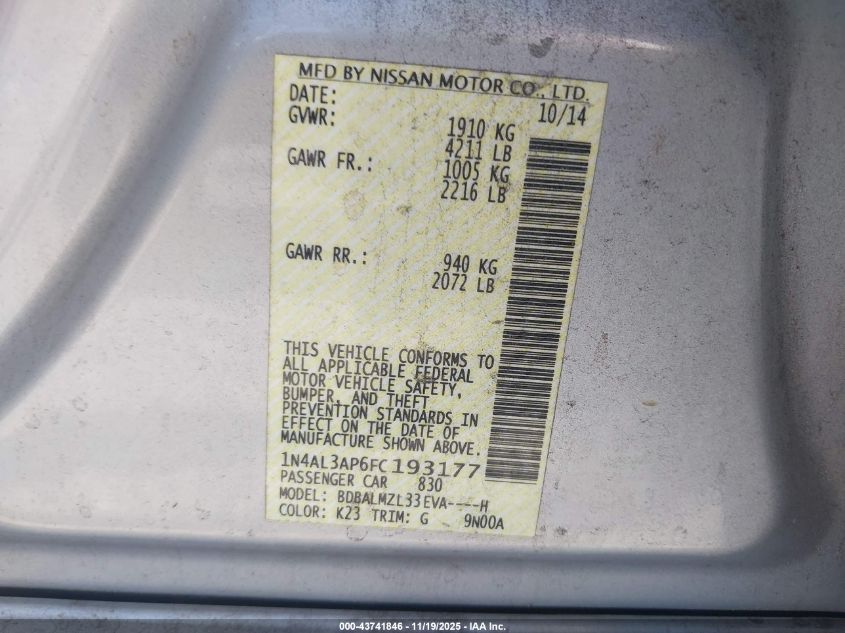 MFD BY NISSAN MOTOR CO., LTD.
DATE: 10/14
GVWR: 1910 KG
4211 LB
GAWR FR.: 1005 KG
2216 LB
GAWR RR.: 940 KG
2072 LB
THIS VEHICLE CONFORMS TO
ALL APPLICABLE FEDERAL
MOTOR VEHICLE SAFETY,
BUMPER, AND THEFT
PREVENTION STANDARDS IN
EFFECT ON THE DATE OF
MANUFACTURE SHOWN ABOVE.
1N4AL3AP6FC193177
PASSENGER CAR 830
MODEL: BDBALMZL33EVA----H
COLOR: K23 TRIM: G 9N00A
000-43741846 - 11/19/2025 - IAA Inc.